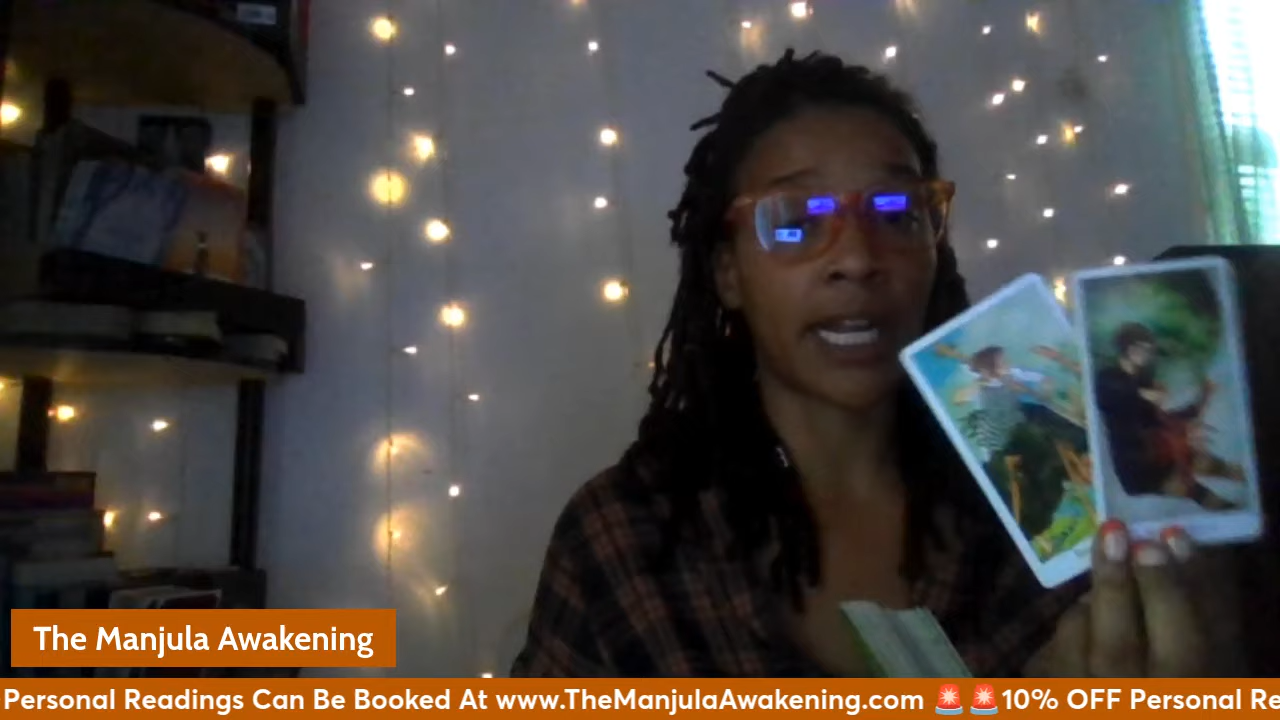 The Manjula Awakening
Personal Readings Can Be Booked At www.TheManjulaAwakening.com 🚨🚨10% OFF Personal Re